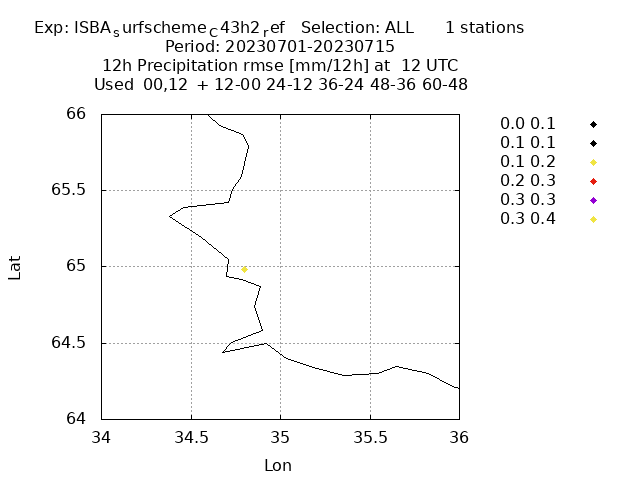 Exp: ISBAsurfschemeC43h2ref Selection: ALL 1 stations
Period: 20230701-20230715
12h Precipitation rmse [mm/12h] at 12 UTC
Used 00,12 + 12-00 24-12 36-24 48-36 60-48
66
65.5
65
64.5
64
Lat
34
34.5
35
35.5
36
Lon
0.0 0.1
0.1 0.1
0.1 0.2
0.2 0.3
0.3 0.3
0.3 0.4